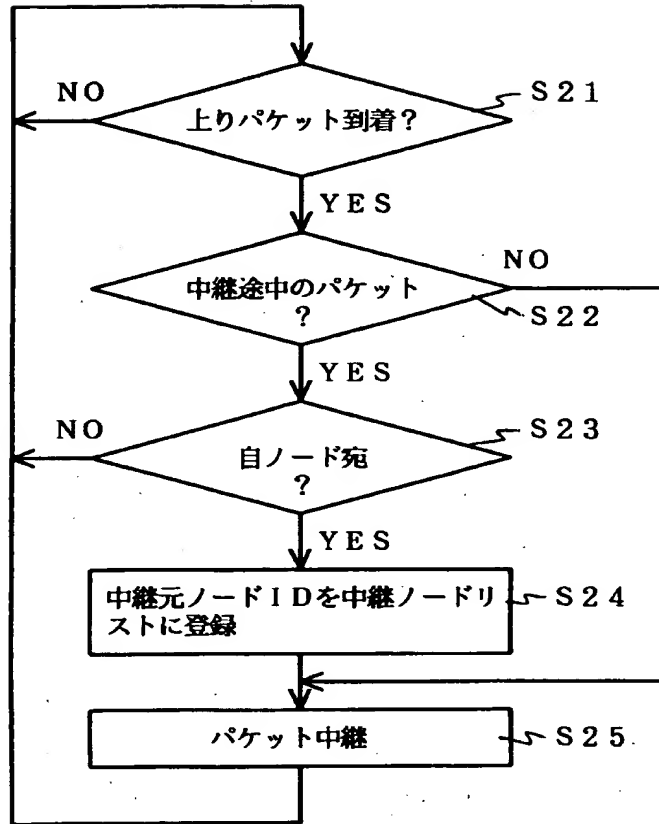 NO
上りパケット到着？
S21
YES
中継途中のパケット
？
NO
S22
YES
NO
自ノード宛
？
S23
YES
中継元ノードIDを中継ノードリ
ストに登録
S24
パケット中継
S25